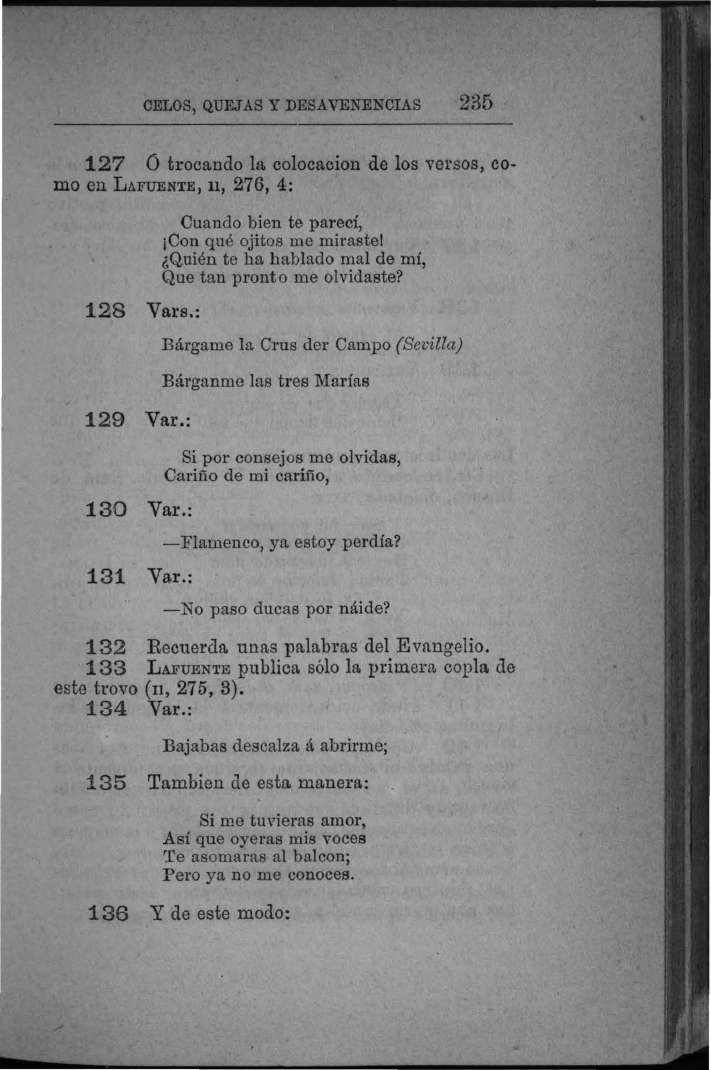 CELOS, QUEJAS Y DESAVENENCIAS 235
127 Ó trocando la colocacion de los versos, co-
mo en LAFUENTE, II, 276, 4:
Cuando bien te parecí,
¡Con qué ojitos me miraste!
¿Quién te ha hablado mal de mí,
Que tan pronto me olvidaste?
128 Vars.:
Bárgame la Crus der Campo (Sevilla)
Bárganme las tres Marías
129 Var.:
Si por consejos me olvidas,
Cariño de mi cariño,
130 Var.:
—Flamenco, ya estoy perdía?
131 Var.:
—No paso ducas por náide?
132 Recuerda unas palabras del Evangelio.
133 LAFUENTE publica sólo la primera copla de
este trovo (II, 275, 3).
134 Var.:
Bajabas descalza á abrirme;
135 Tambien de esta manera:
Si me tuvieras amor,
Así que oyeras mis voces
Te asomaras al balcon;
Pero ya no me conoces.
136 Y de este modo: